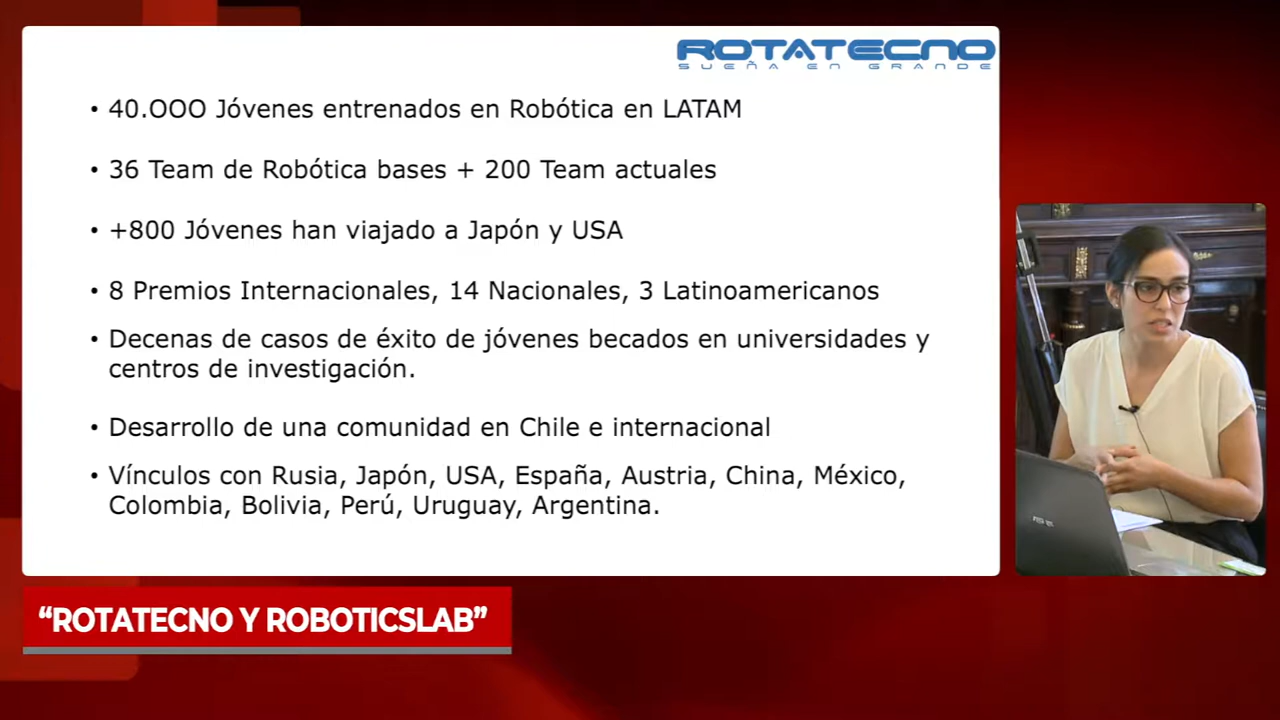 ROTATECNO
SUEÑA EN GRANDE
• 40.OOO Jóvenes entrenados en Robótica en LATAM
• 36 Team de Robótica bases + 200 Team actuales
• +800 Jóvenes han viajado a Japón y USA
• 8 Premios Internacionales, 14 Nacionales, 3 Latinoamericanos
• Decenas de casos de éxito de jóvenes becados en universidades y
centros de investigación.
• Desarrollo de una comunidad en Chile e internacional
• Vínculos con Rusia, Japón, USA, España, Austria, China, México,
Colombia, Bolivia, Perú, Uruguay, Argentina.
“ROTATECNO Y ROBOTICSLAB”